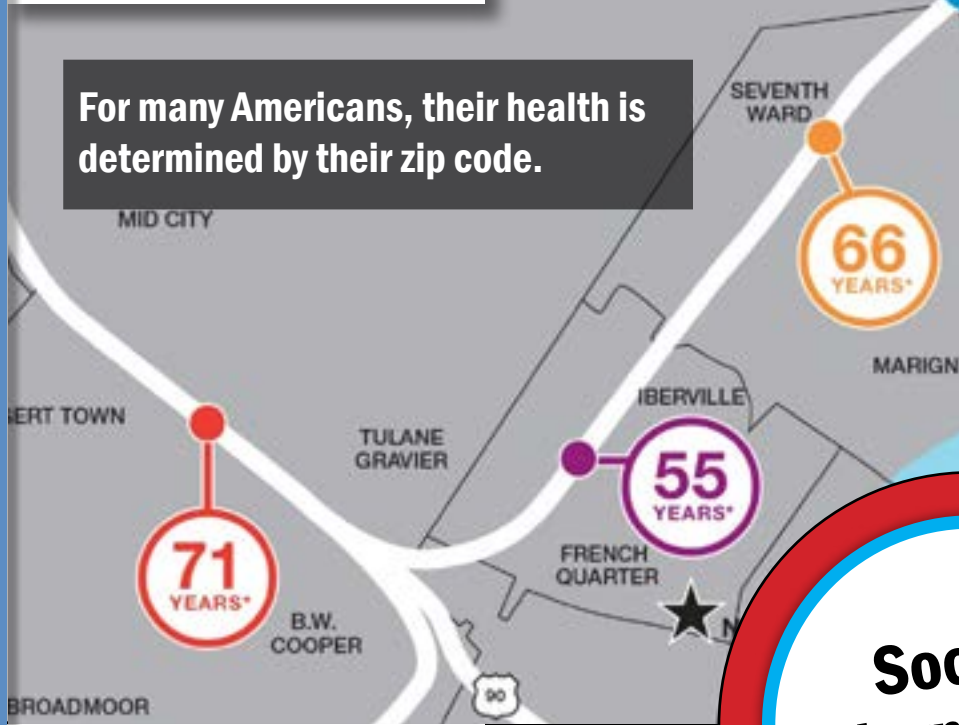 For many Americans, their health is
determined by their zip code.
SEVENTH
WARD
MID CITY
66
YEARS*
MARIGN
SERT TOWN
IBERVILLE
TULANE
GRAVIER
55
YEARS*
71
YEARS*
FRENCH
QUARTER
B.W.
COOPER
N
90
Soc
BROADMOOR